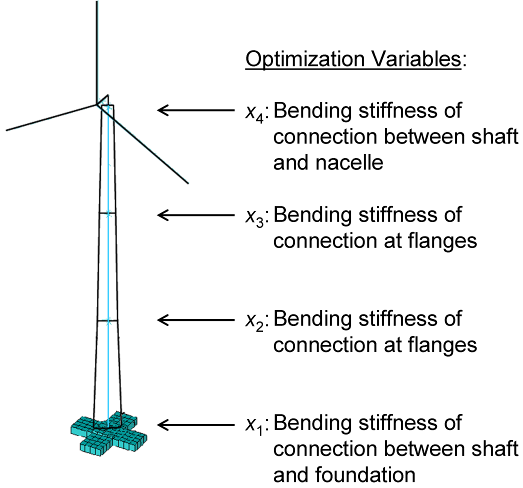 Optimization Variables:
x4: Bending stiffness of
connection between shaft
and nacelle
x3: Bending stiffness of
connection at flanges
x2: Bending stiffness of
connection at flanges
x1: Bending stiffness of
connection between shaft
and foundation